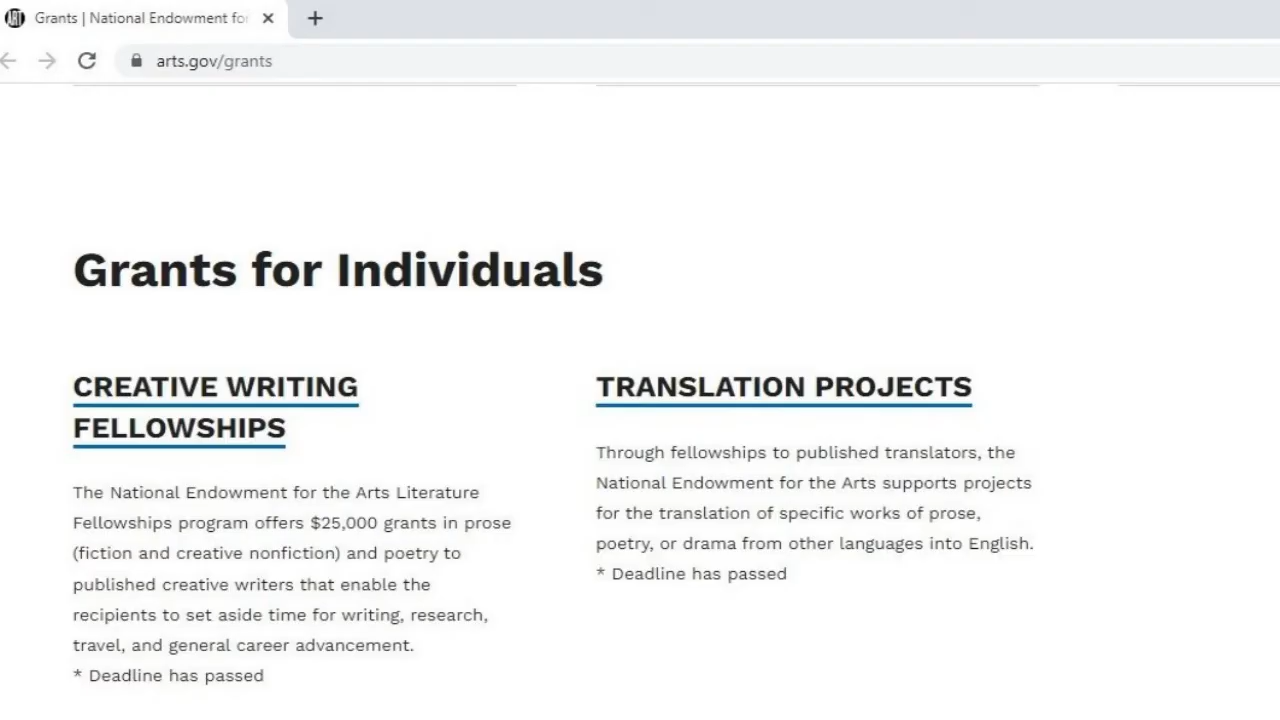 Grants | National Endowment fo
arts.gov/grants
Grants for Individuals
CREATIVE WRITING
FELLOWSHIPS
The National Endowment for the Arts Literature
Fellowships program offers $25,000 grants in prose
(fiction and creative nonfiction) and poetry to
published creative writers that enable the
recipients to set aside time for writing, research,
travel, and general career advancement.
* Deadline has passed
TRANSLATION PROJECTS
Through fellowships to published translators, the
National Endowment for the Arts supports projects
for the translation of specific works of prose,
poetry, or drama from other languages into English.
* Deadline has passed